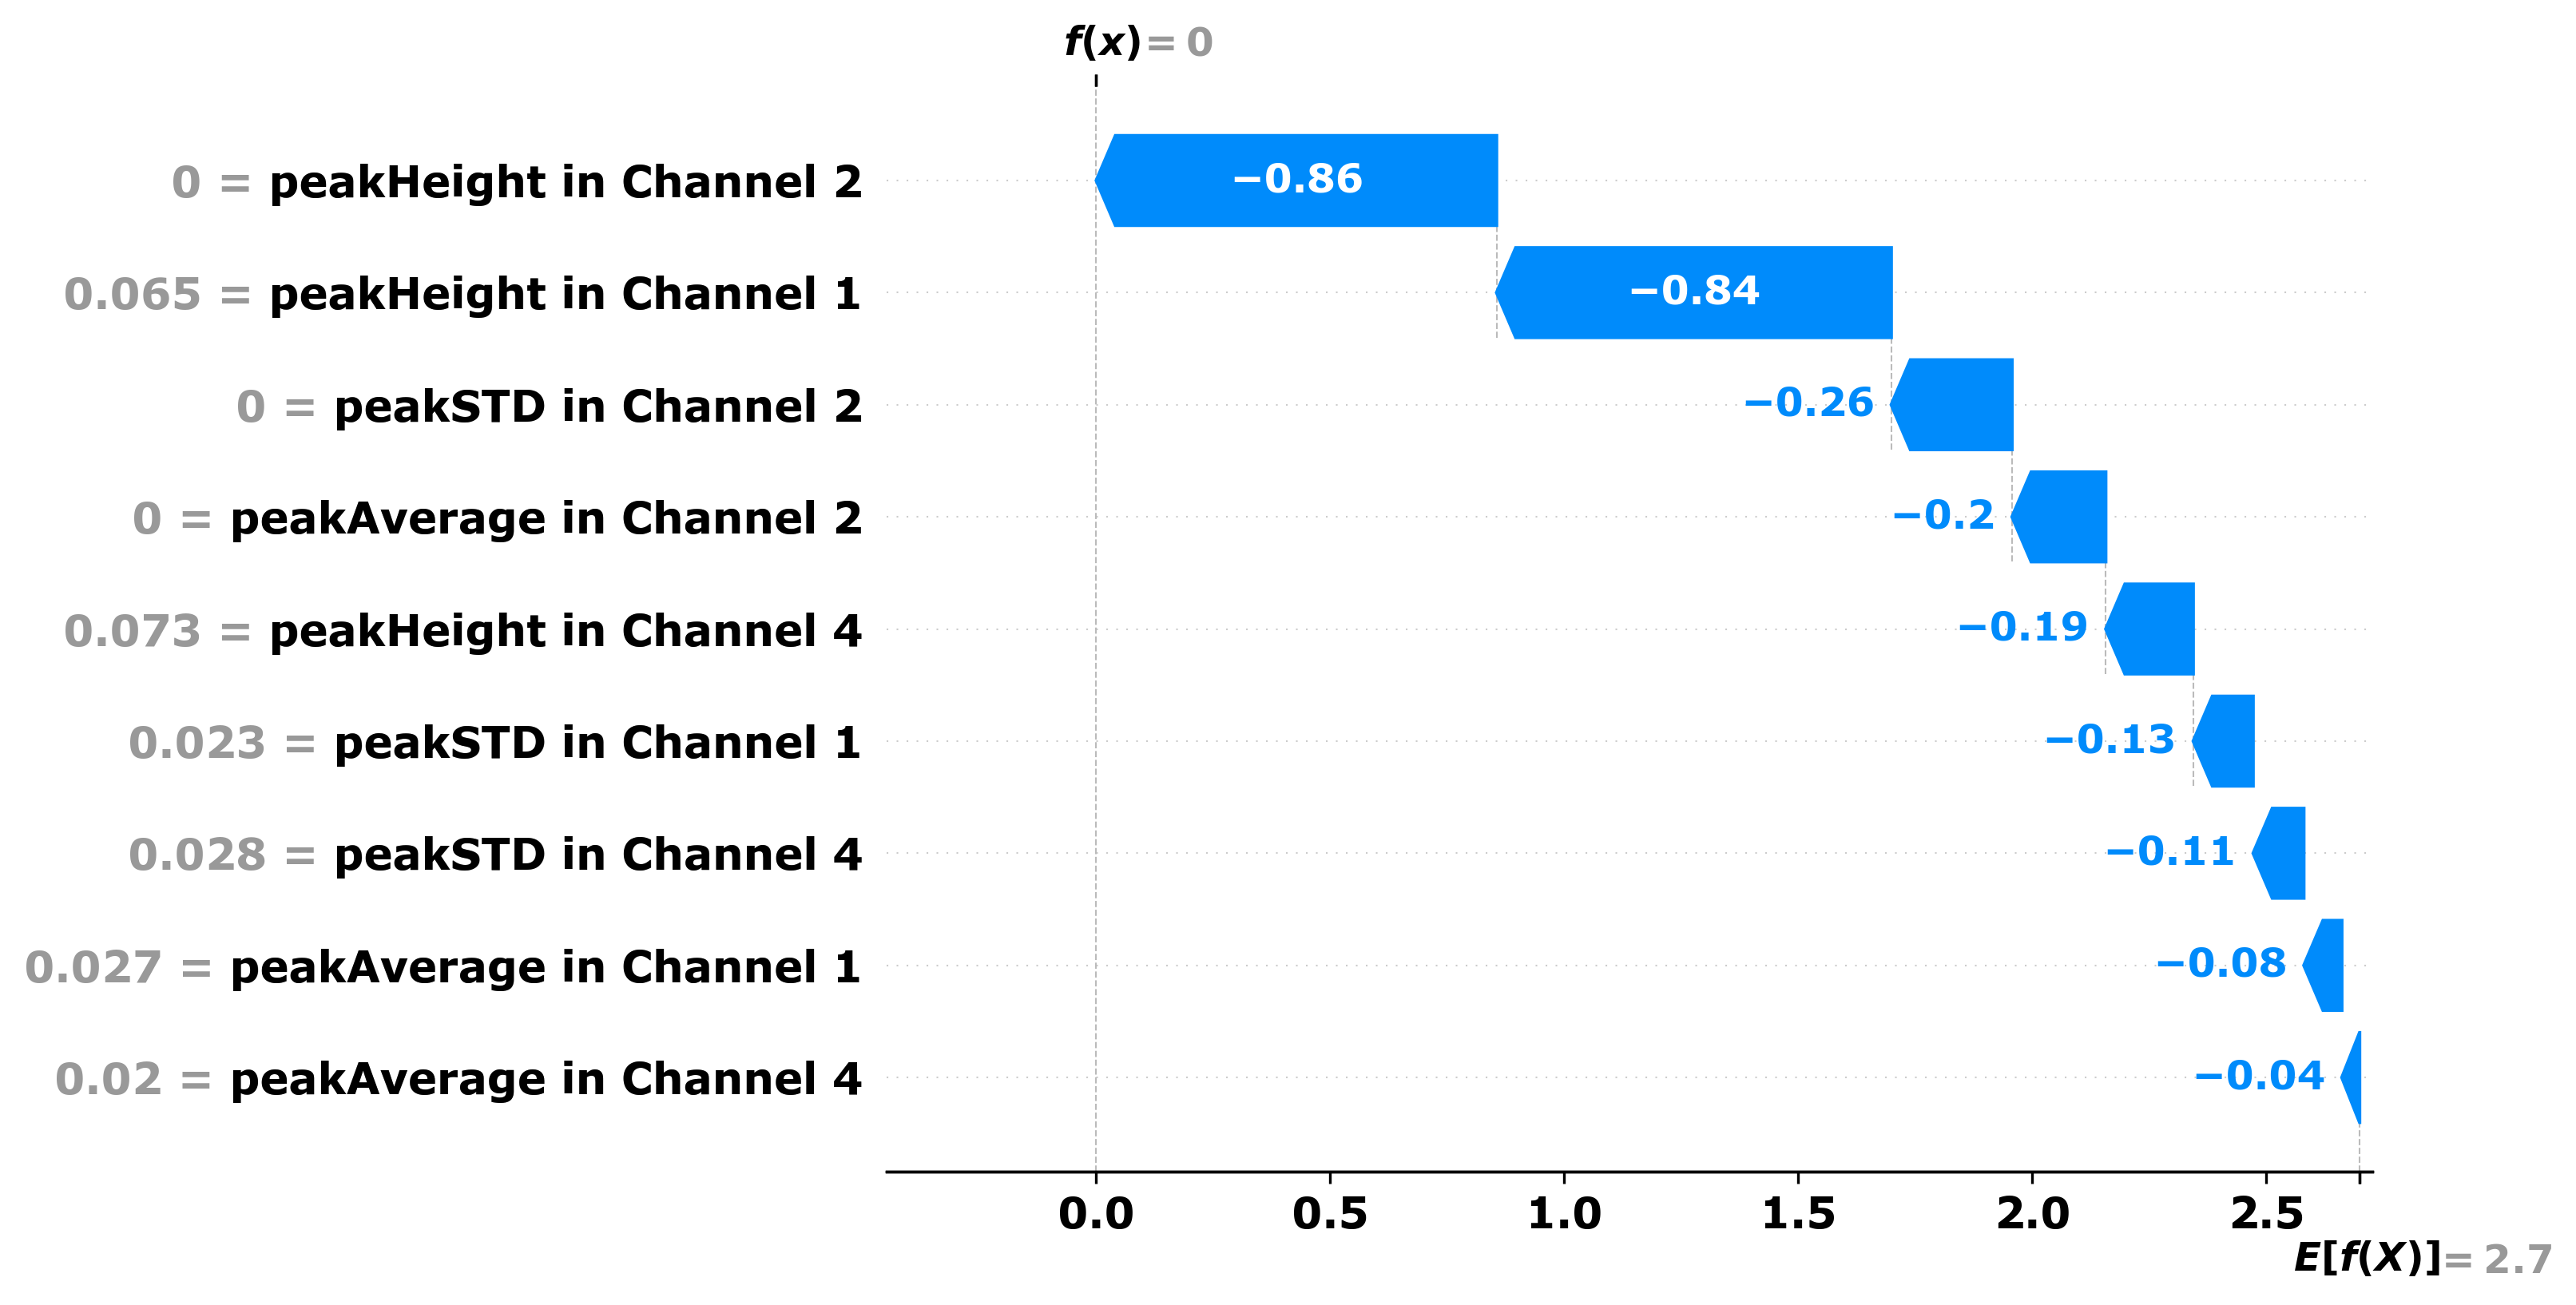 f(x) = 0
0 = peakHeight in Channel 2 −0.86
0.065 = peakHeight in Channel 1 −0.84
0 = peakSTD in Channel 2 −0.26
0 = peakAverage in Channel 2 −0.2
0.073 = peakHeight in Channel 4 −0.19
0.023 = peakSTD in Channel 1 −0.13
0.028 = peakSTD in Channel 4 −0.11
0.027 = peakAverage in Channel 1 −0.08
0.02 = peakAverage in Channel 4 −0.04
0.0 0.5 1.0 1.5 2.0 2.5
E[f(X)] = 2.7